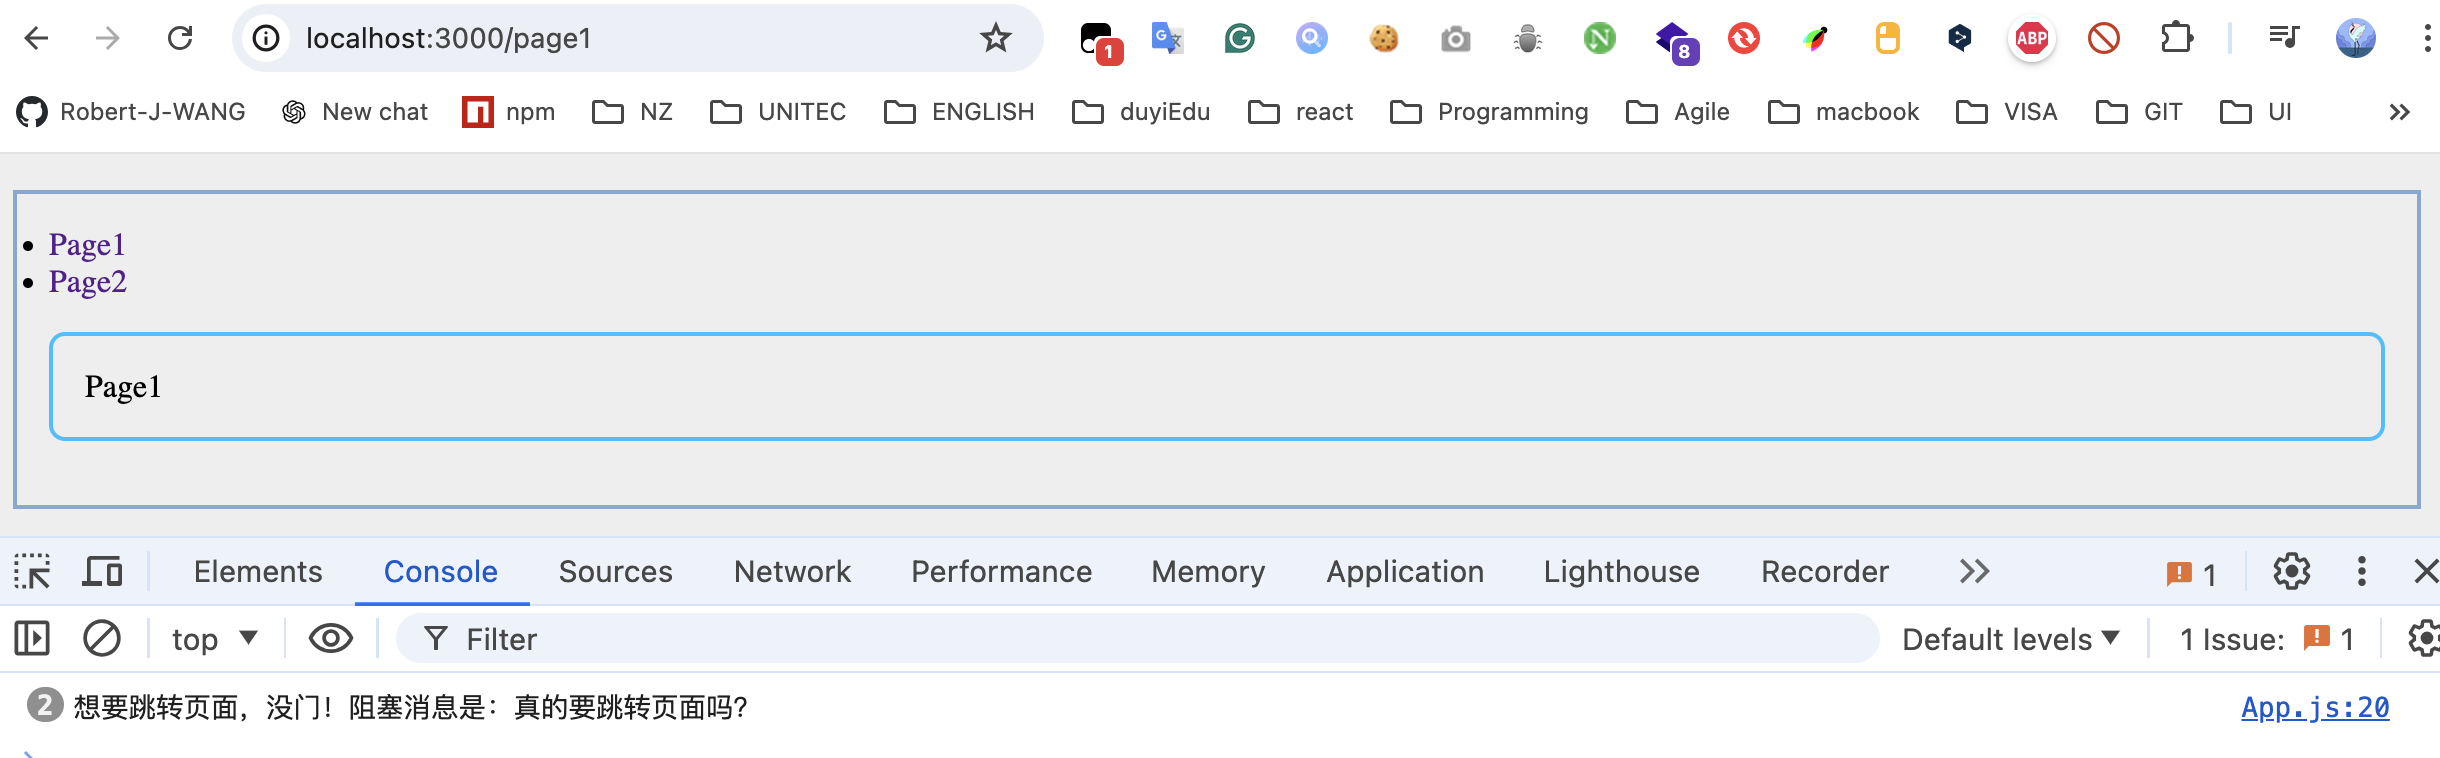 localhost:3000/page1
1
G
8
ABP
Robert-J-WANG New chat npm NZ UNITEC ENGLISH duyiEdu react Programming Agile macbook VISA GIT UI
Page1
Page2
Page1
Elements Console Sources Network Performance Memory Application Lighthouse Recorder 1
top Filter Default levels 1 Issue: 1
2 想要跳转页面，没门！阻塞消息是：真的要跳转页面吗？ App.js:20